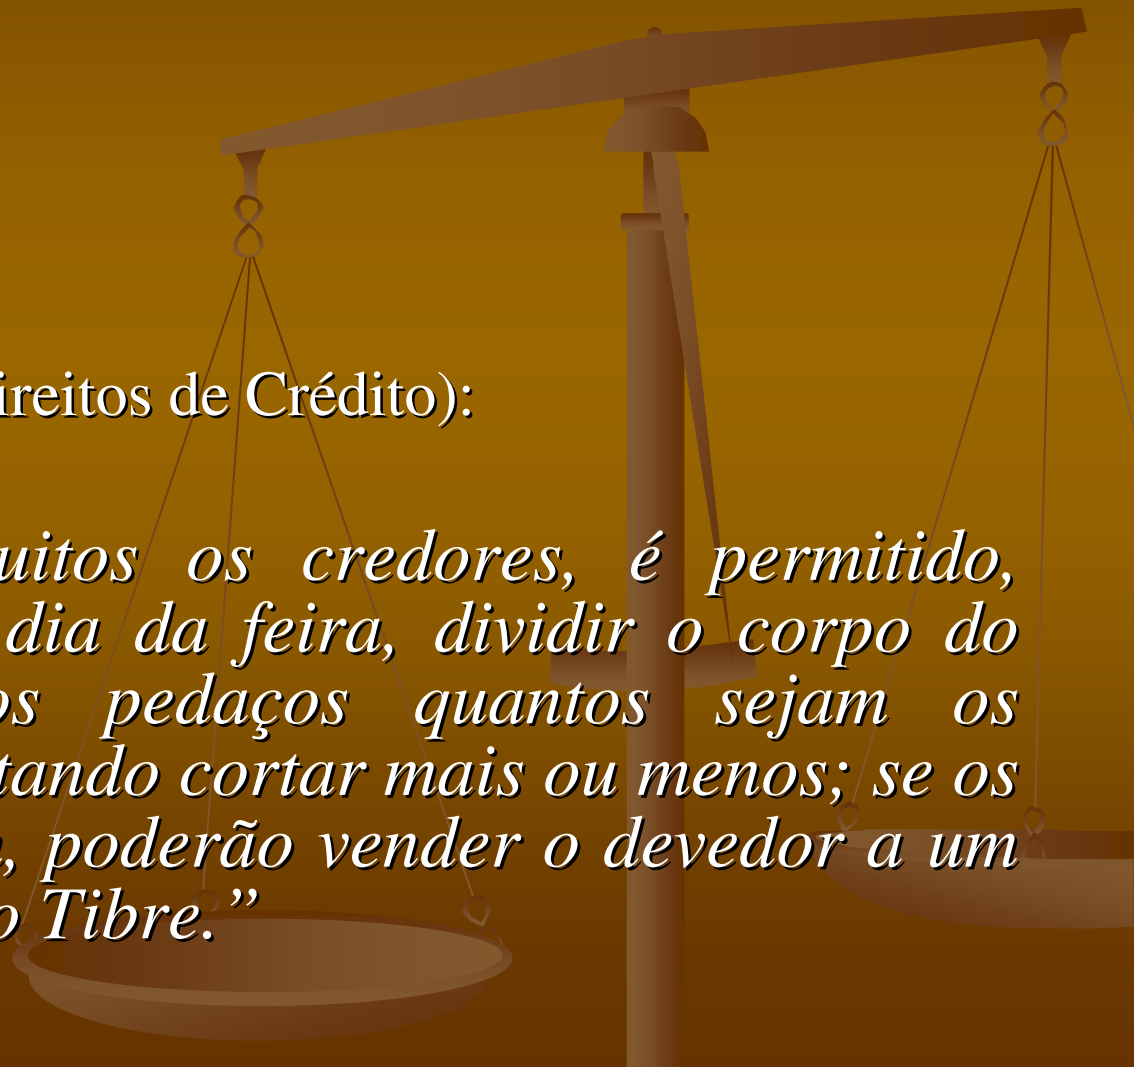 ireitos de Crédito):
uitos os credores, é permitido,
dia da feira, dividir o corpo do
os pedaços quantos sejam os
tando cortar mais ou menos; se os
, poderão vender o devedor a um
o Tibre.”